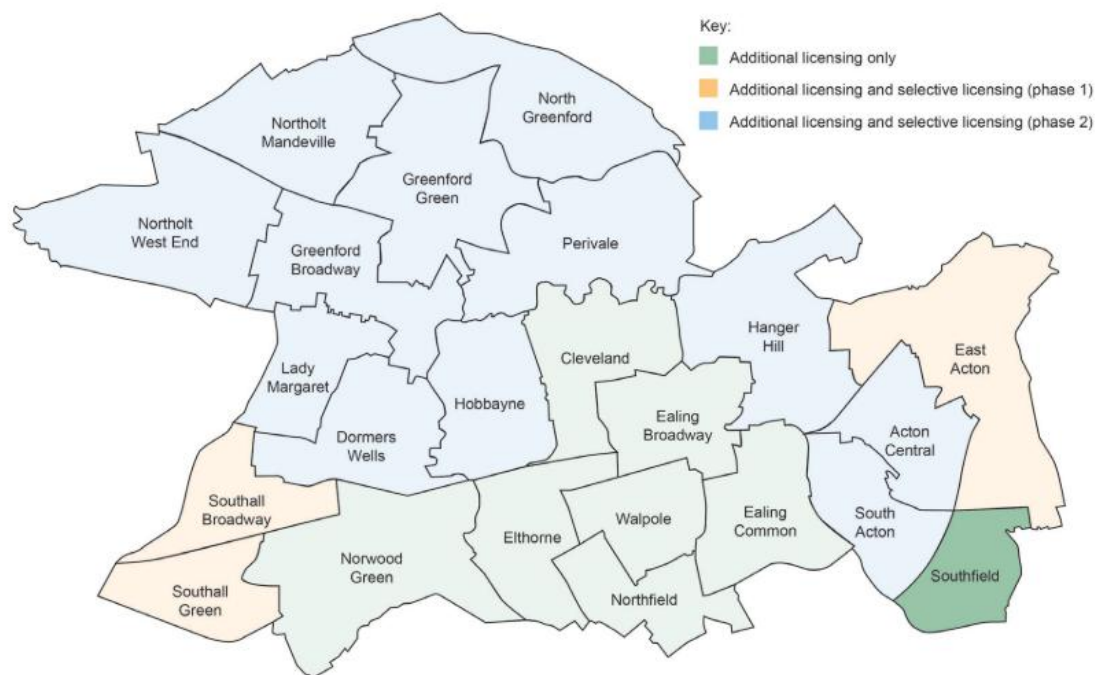 Key:
Additional licensing only
Additional licensing and selective licensing (phase 1)
Additional licensing and selective licensing (phase 2)
North
Greenford
Northolt
Mandeville
Greenford
Green
Northolt
West End
Greenford
Broadway
Perivale
Hanger
Hill
East
Acton
Cleveland
Lady
Margaret
Hobbayne
Ealing
Broadway
Dormers
Wells
Acton
Central
Southall
Broadway
Walpole
Ealing
Common
South
Acton
Elthorne
Norwood
Green
Southfield
Southall
Green
Northfield